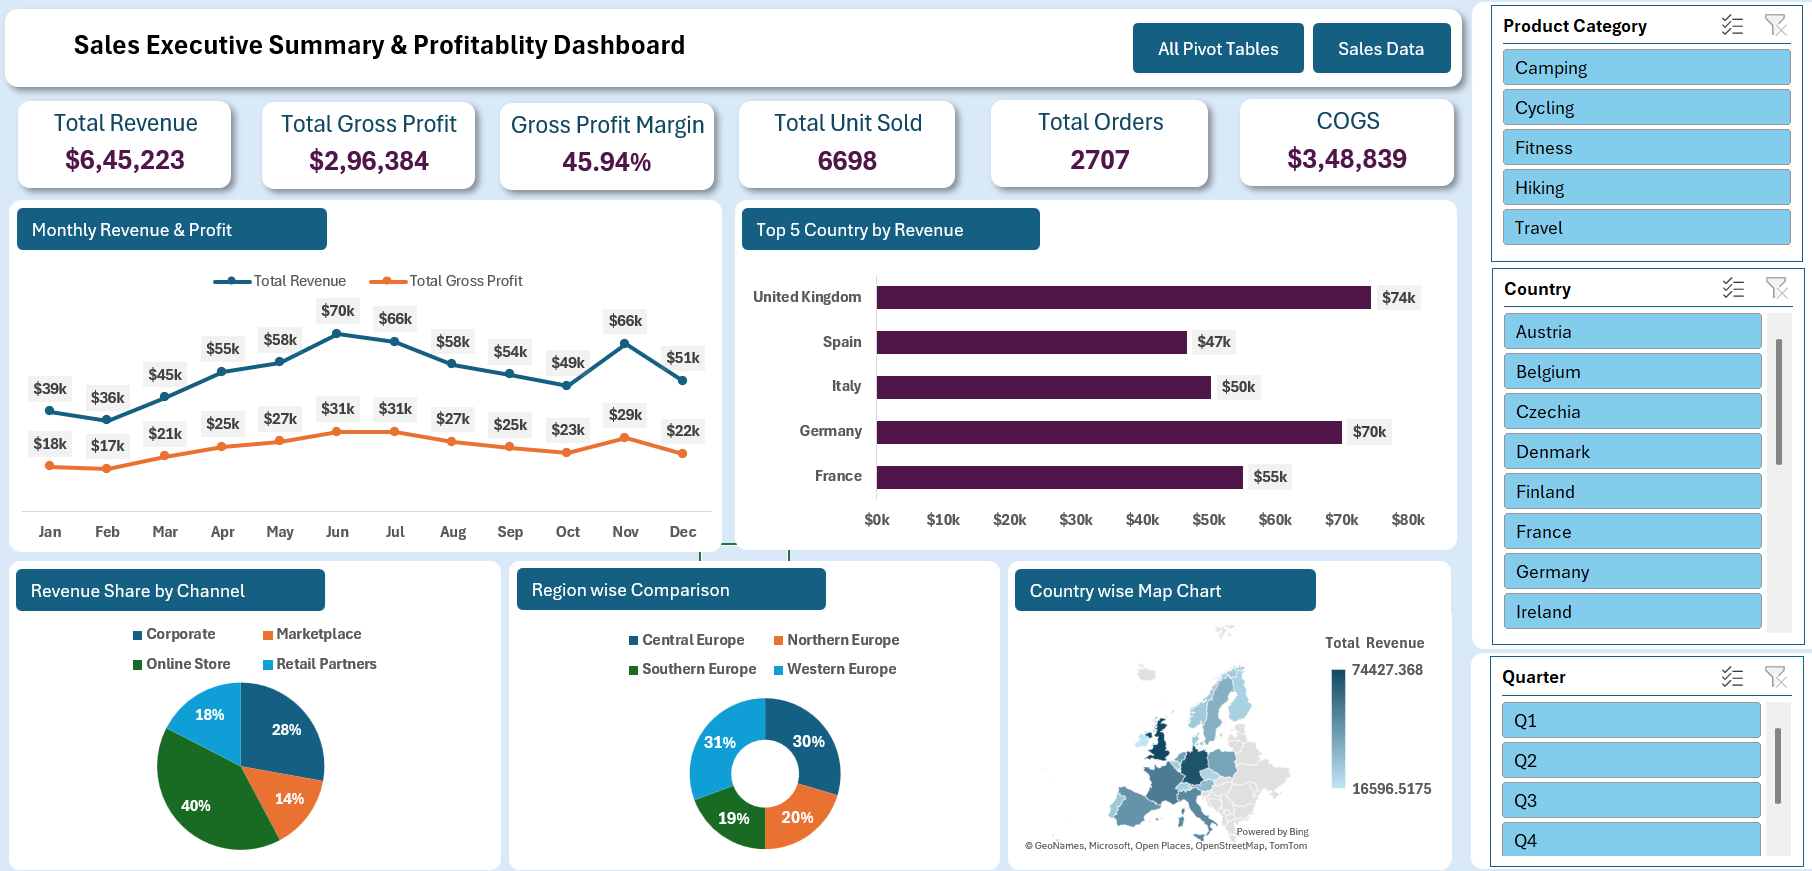 Sales Executive Summary & Profitablity Dashboard
All Pivot Tables
Sales Data
Total Revenue
$6,45,223
Total Gross Profit
$2,96,384
Gross Profit Margin
45.94%
Total Unit Sold
6698
Total Orders
2707
COGS
$3,48,839
Monthly Revenue & Profit
Total Revenue
Total Gross Profit
$39k
$36k
$45k
$55k
$58k
$70k
$66k
$58k
$54k
$49k
$66k
$51k
$18k
$17k
$21k
$25k
$27k
$31k
$31k
$27k
$25k
$23k
$29k
$22k
Jan
Feb
Mar
Apr
May
Jun
Jul
Aug
Sep
Oct
Nov
Dec
Top 5 Country by Revenue
United Kingdom
$74k
Spain
$47k
Italy
$50k
Germany
$70k
France
$55k
$0k
$10k
$20k
$30k
$40k
$50k
$60k
$70k
$80k
Revenue Share by Channel
Corporate
Marketplace
Online Store
Retail Partners
18%
28%
14%
40%
Region wise Comparison
Central Europe
Northern Europe
Southern Europe
Western Europe
31%
30%
19%
20%
Country wise Map Chart
Total Revenue
74427.368
16596.5175
Powered by Bing
© GeoNames, Microsoft, Open Places, OpenStreetMap, TomTom
Product Category
Camping
Cycling
Fitness
Hiking
Travel
Country
Austria
Belgium
Czechia
Denmark
Finland
France
Germany
Ireland
Quarter
Q1
Q2
Q3
Q4